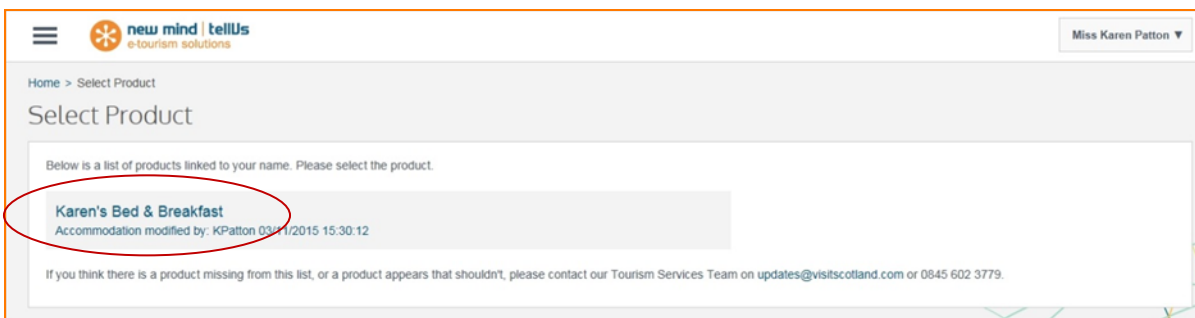 new mind | tellUs
e-tourism solutions
Miss Karen Patton ▼
Home > Select Product
Select Product
Below is a list of products linked to your name. Please select the product.
Karen's Bed & Breakfast
Accommodation modified by: KPatton 03/11/2015 15:30:12
If you think there is a product missing from this list, or a product appears that shouldn't, please contact our Tourism Services Team on updates@visitscotland.com or 0845 602 3779.